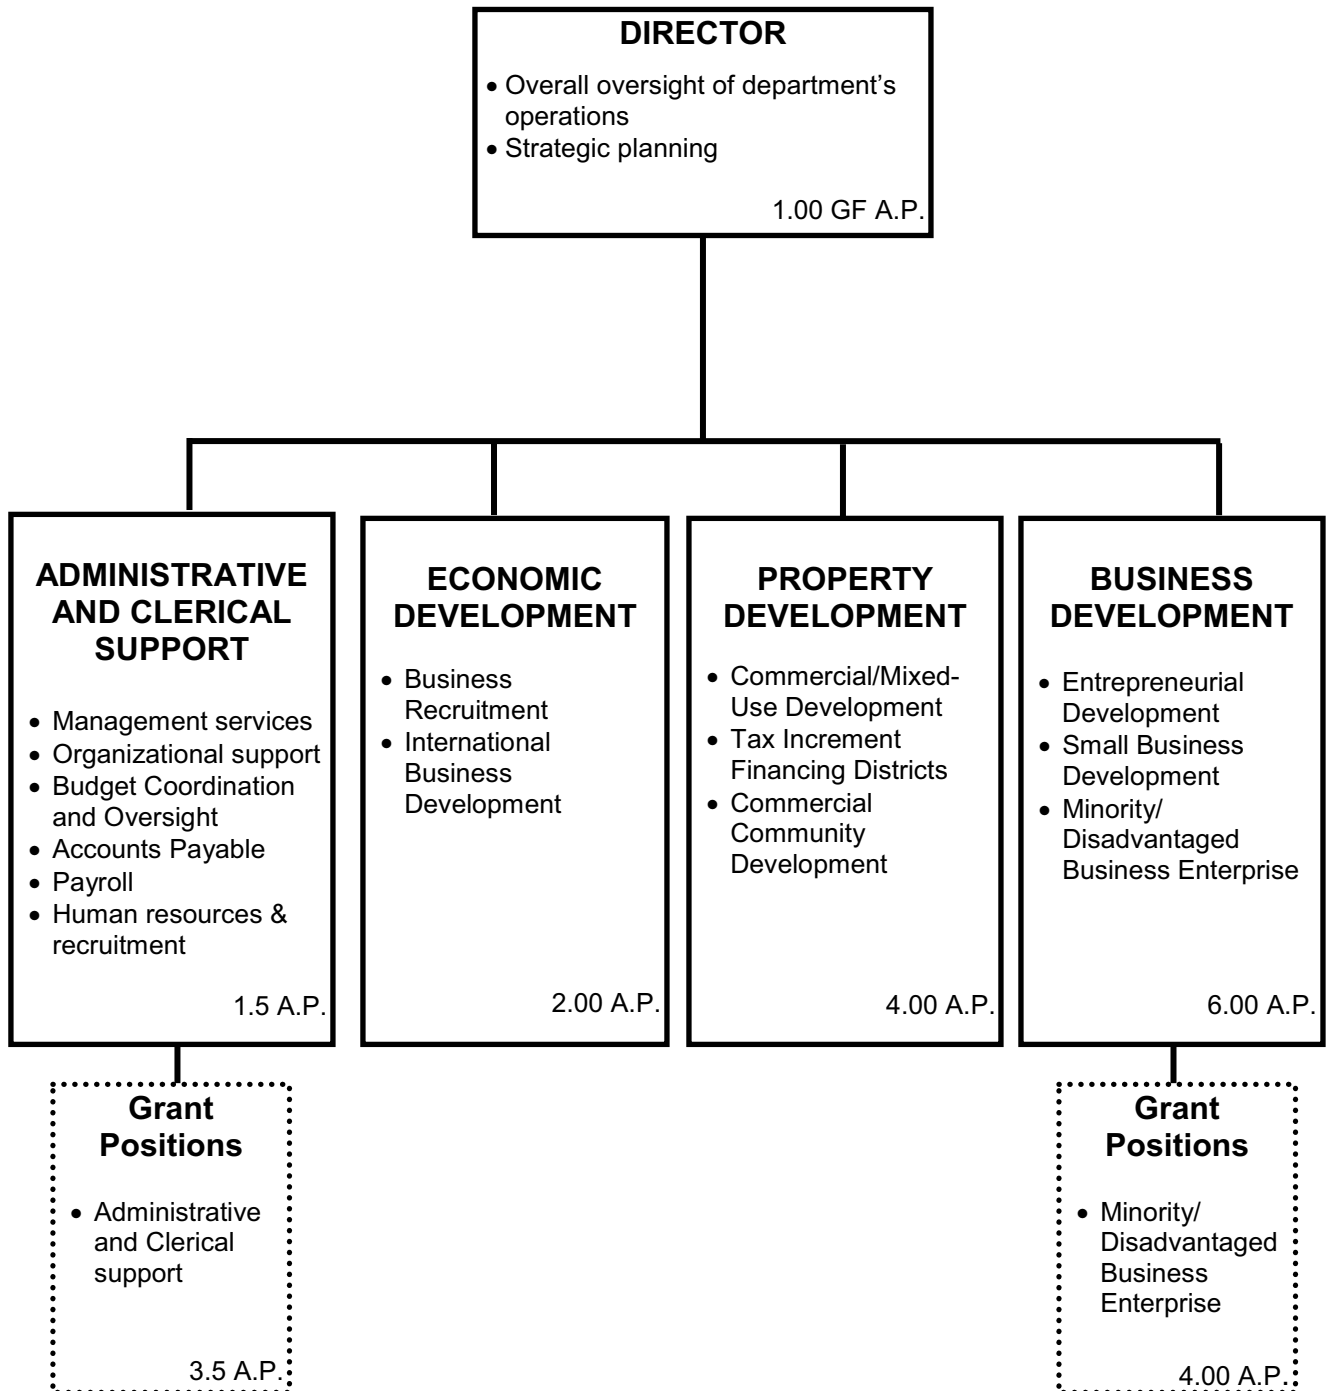 DIRECTOR
• Overall oversight of department’s
operations
• Strategic planning
1.00 GF A.P.
ADMINISTRATIVE
AND CLERICAL
SUPPORT
• Management services
• Organizational support
• Budget Coordination
and Oversight
• Accounts Payable
• Payroll
• Human resources &
recruitment
1.5 A.P.
ECONOMIC
DEVELOPMENT
• Business
Recruitment
• International
Business
Development
2.00 A.P.
PROPERTY
DEVELOPMENT
• Commercial/Mixed-
Use Development
• Tax Increment
Financing Districts
• Commercial
Community
Development
4.00 A.P.
BUSINESS
DEVELOPMENT
• Entrepreneurial
Development
• Small Business
Development
• Minority/
Disadvantaged
Business Enterprise
6.00 A.P.
Grant
Positions
• Administrative
and Clerical
support
3.5 A.P.
Grant
Positions
• Minority/
Disadvantaged
Business
Enterprise
4.00 A.P.